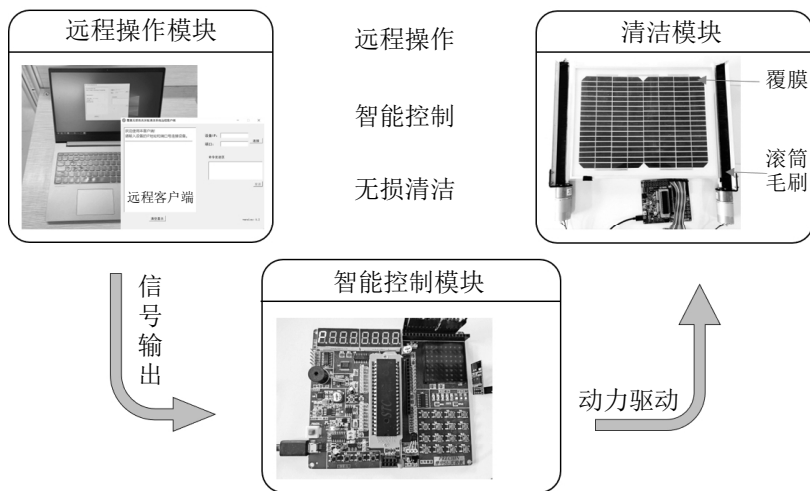 远程操作模块
远程操作
智能控制
无损清洁
清洁模块
覆膜
滚筒
毛刷
远程客户端
信号输出
智能控制模块
动力驱动
STC